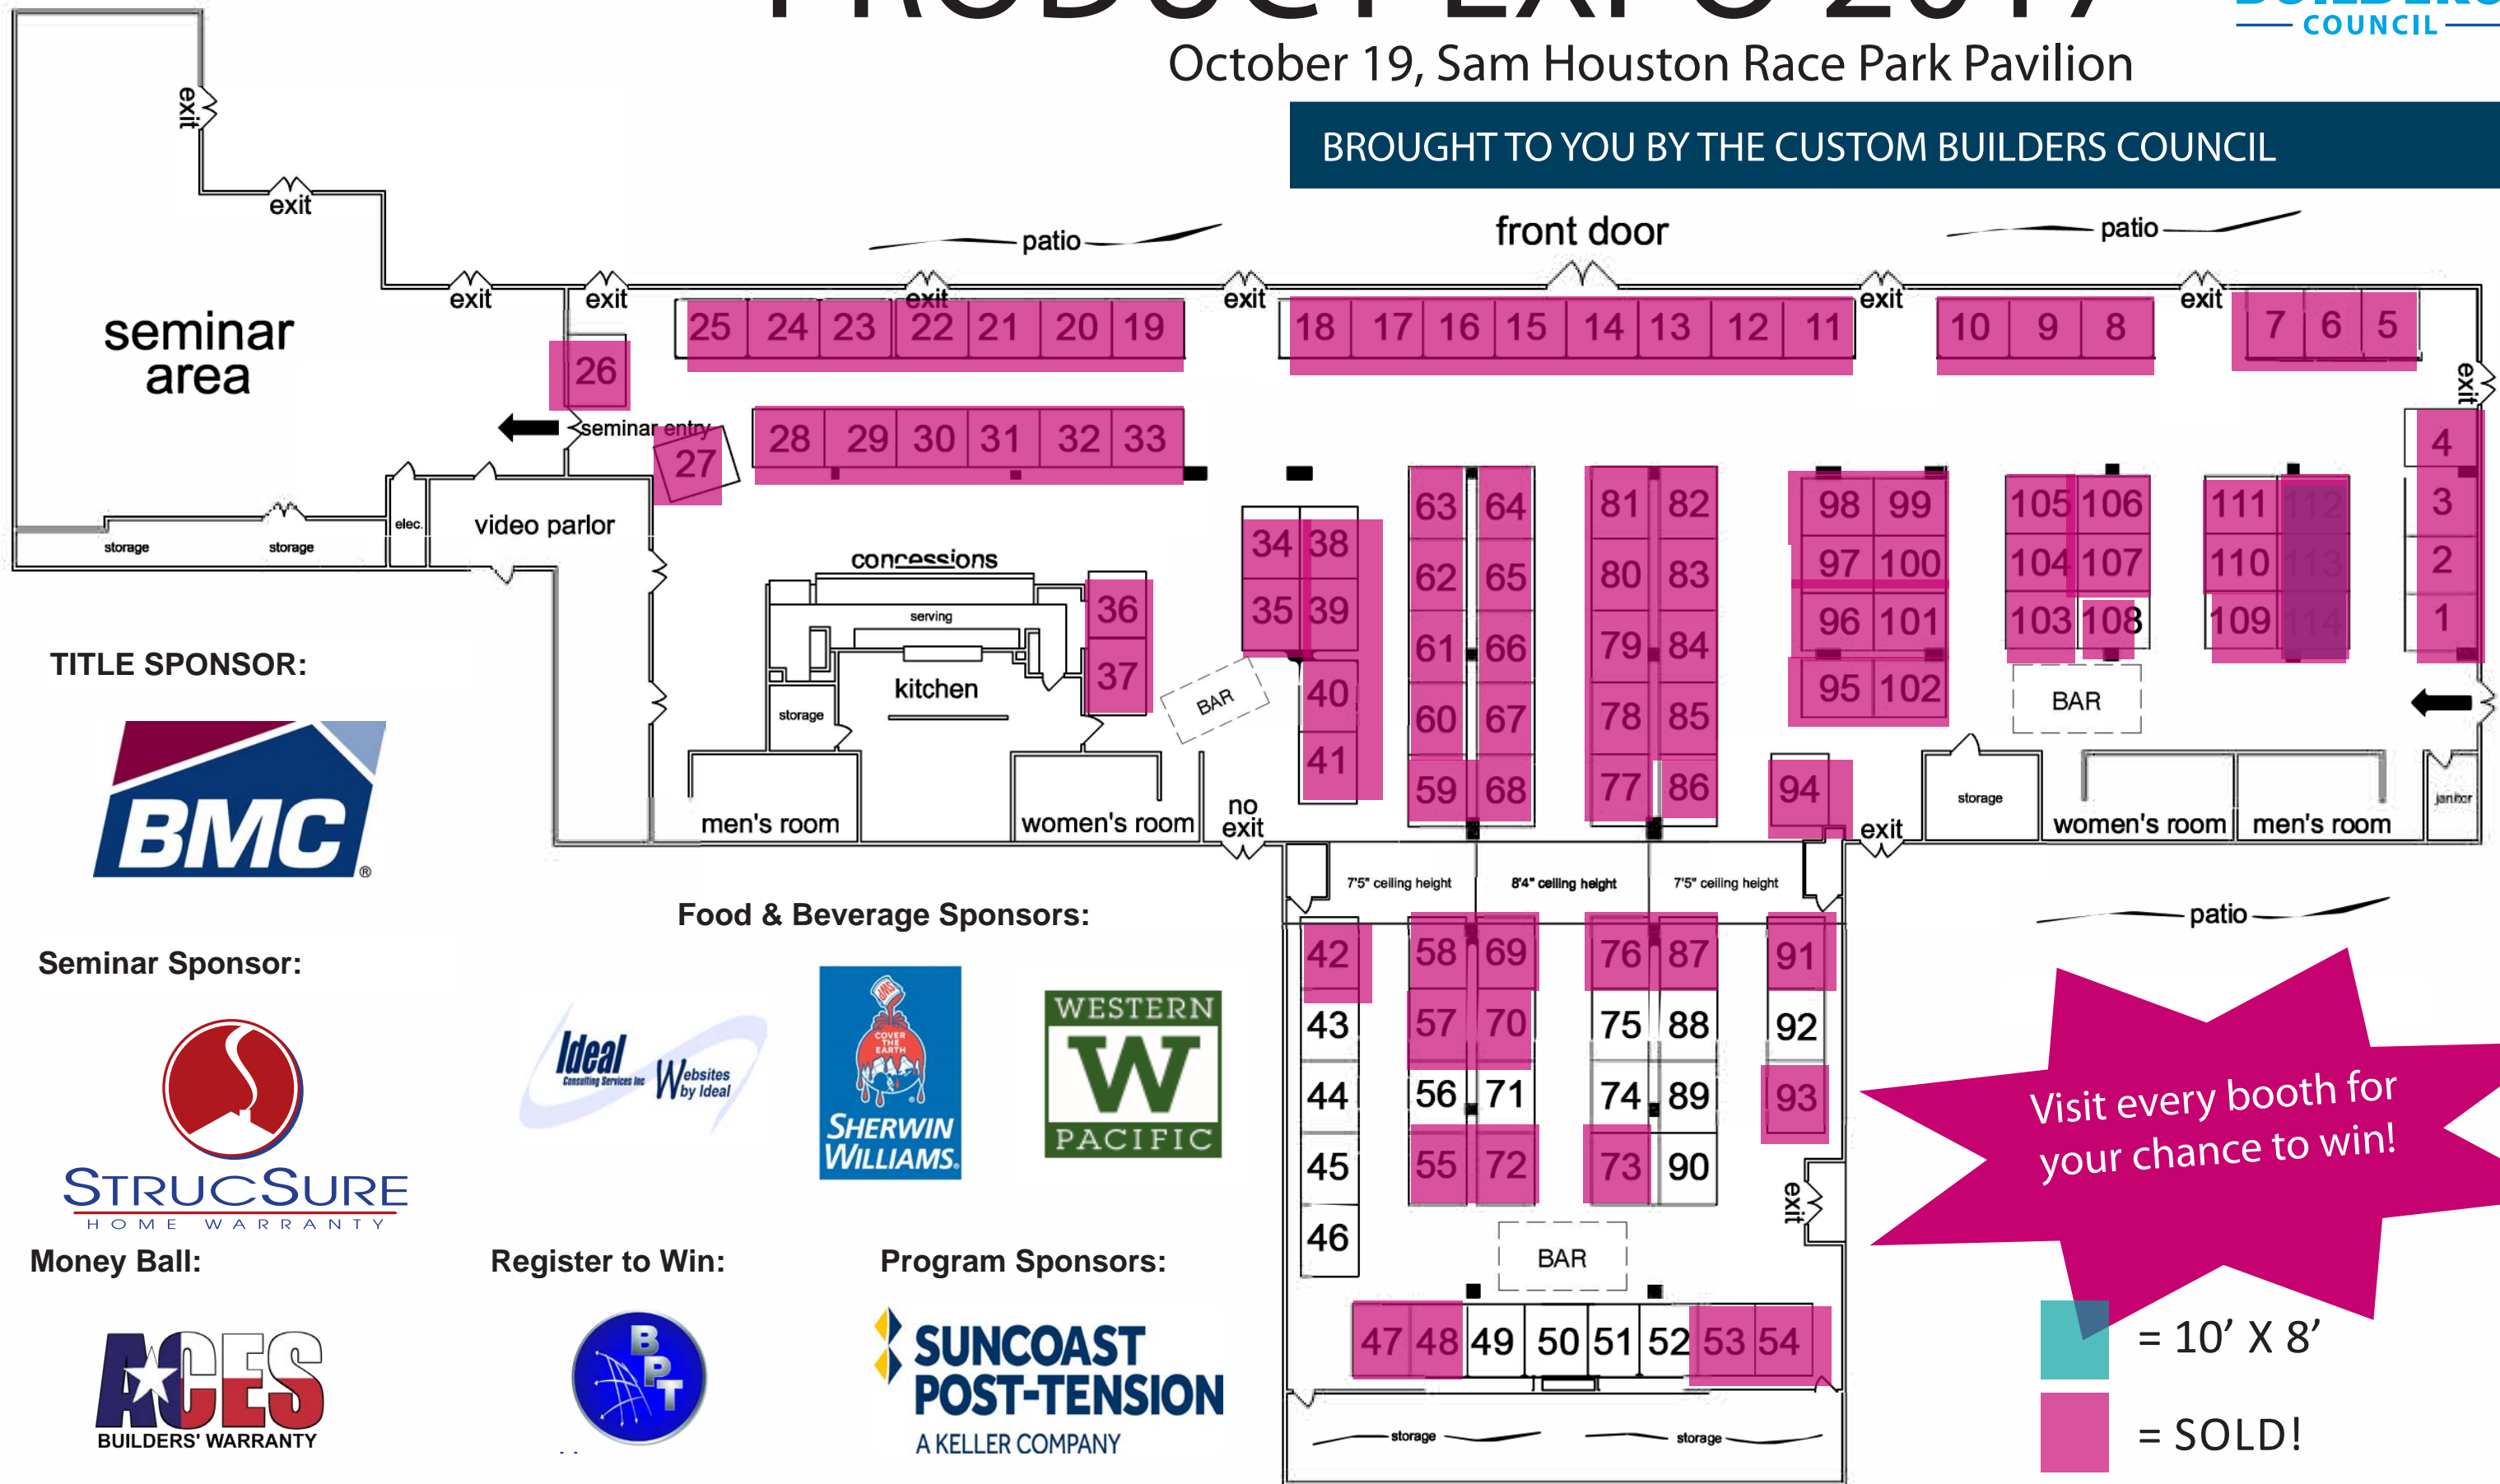 PRODUCT EXPO 2017
BUILDERS
COUNCIL
October 19, Sam Houston Race Park Pavilion
BROUGHT TO YOU BY THE CUSTOM BUILDERS COUNCIL
exit
exit
patio
front door
patio
exit
exit
exit
exit
exit
exit
seminar
area
25 24 23 22 21 20 19
18 17 16 15 14 13 12 11
10 9 8
7 6 5
26
exit
seminar entry
27
28 29 30 31 32 33
4
3
2
1
storage
storage
elec.
video parlor
concessions
serving
kitchen
storage
36
37
BAR
34 38
35 39
40
41
63 64
62 65
61 66
60 67
59 68
81 82
80 83
79 84
78 85
77 86
98 99
97 100
96 101
95 102
94
105 106
104 107
103 108
111 112
110 113
109 114
BAR
men's room
women's room
no
exit
exit
storage
women's room
men's room
janitor
7'5" ceiling height
8'4" ceiling height
7'5" ceiling height
patio
42
43
44
45
46
58 69
57 70
56 71
55 72
76 87
75 88
74 89
73 90
91
92
93
exit
BAR
47 48 49 50 51 52 53 54
storage
storage
TITLE SPONSOR:
BMC®
Seminar Sponsor:
STRUCSURE
HOME WARRANTY
Food & Beverage Sponsors:
Ideal
Consulting Services Inc
Websites
by Ideal
SWP
COVER
THE
EARTH
SHERWIN
WILLIAMS.
WESTERN
W
PACIFIC
Money Ball:
ACES
BUILDERS' WARRANTY
Register to Win:
BPT
Program Sponsors:
SUNCOAST
POST-TENSION
A KELLER COMPANY
Visit every booth for
your chance to win!
= 10’ X 8’
= SOLD!